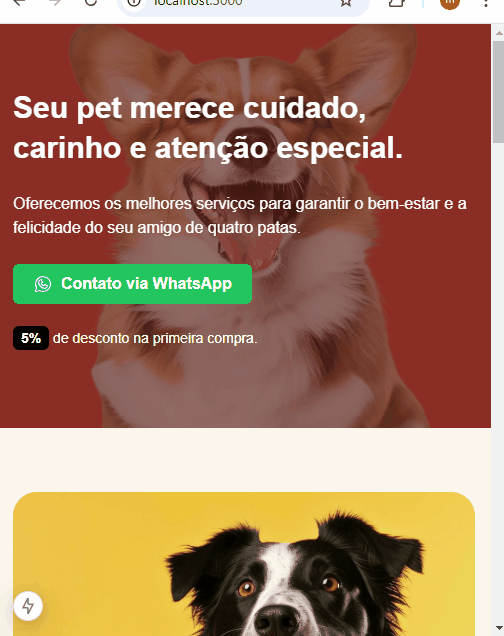 localhost:3000
Seu pet merece cuidado,
carinho e atenção especial.
Oferecemos os melhores serviços para garantir o bem-estar e a
felicidade do seu amigo de quatro patas.
Contato via WhatsApp
5% de desconto na primeira compra.